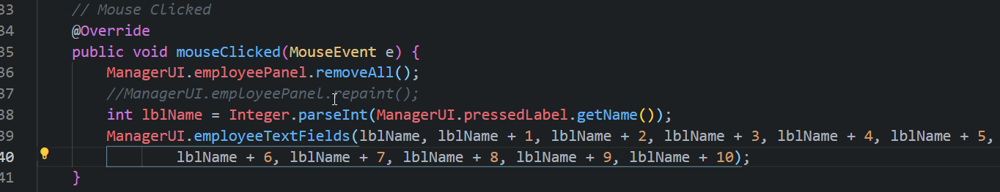 33 // Mouse Clicked
34 @Override
35 public void mouseClicked(MouseEvent e) {
36 ManagerUI.employeePanel.removeAll();
37 //ManagerUI.employeePanel.repaint();
38 int lblName = Integer.parseInt(ManagerUI.pressedLabel.getName());
39 ManagerUI.employeeTextFields(lblName, lblName + 1, lblName + 2, lblName + 3, lblName + 4, lblName + 5,
40 lblName + 6, lblName + 7, lblName + 8, lblName + 9, lblName + 10);
41 }